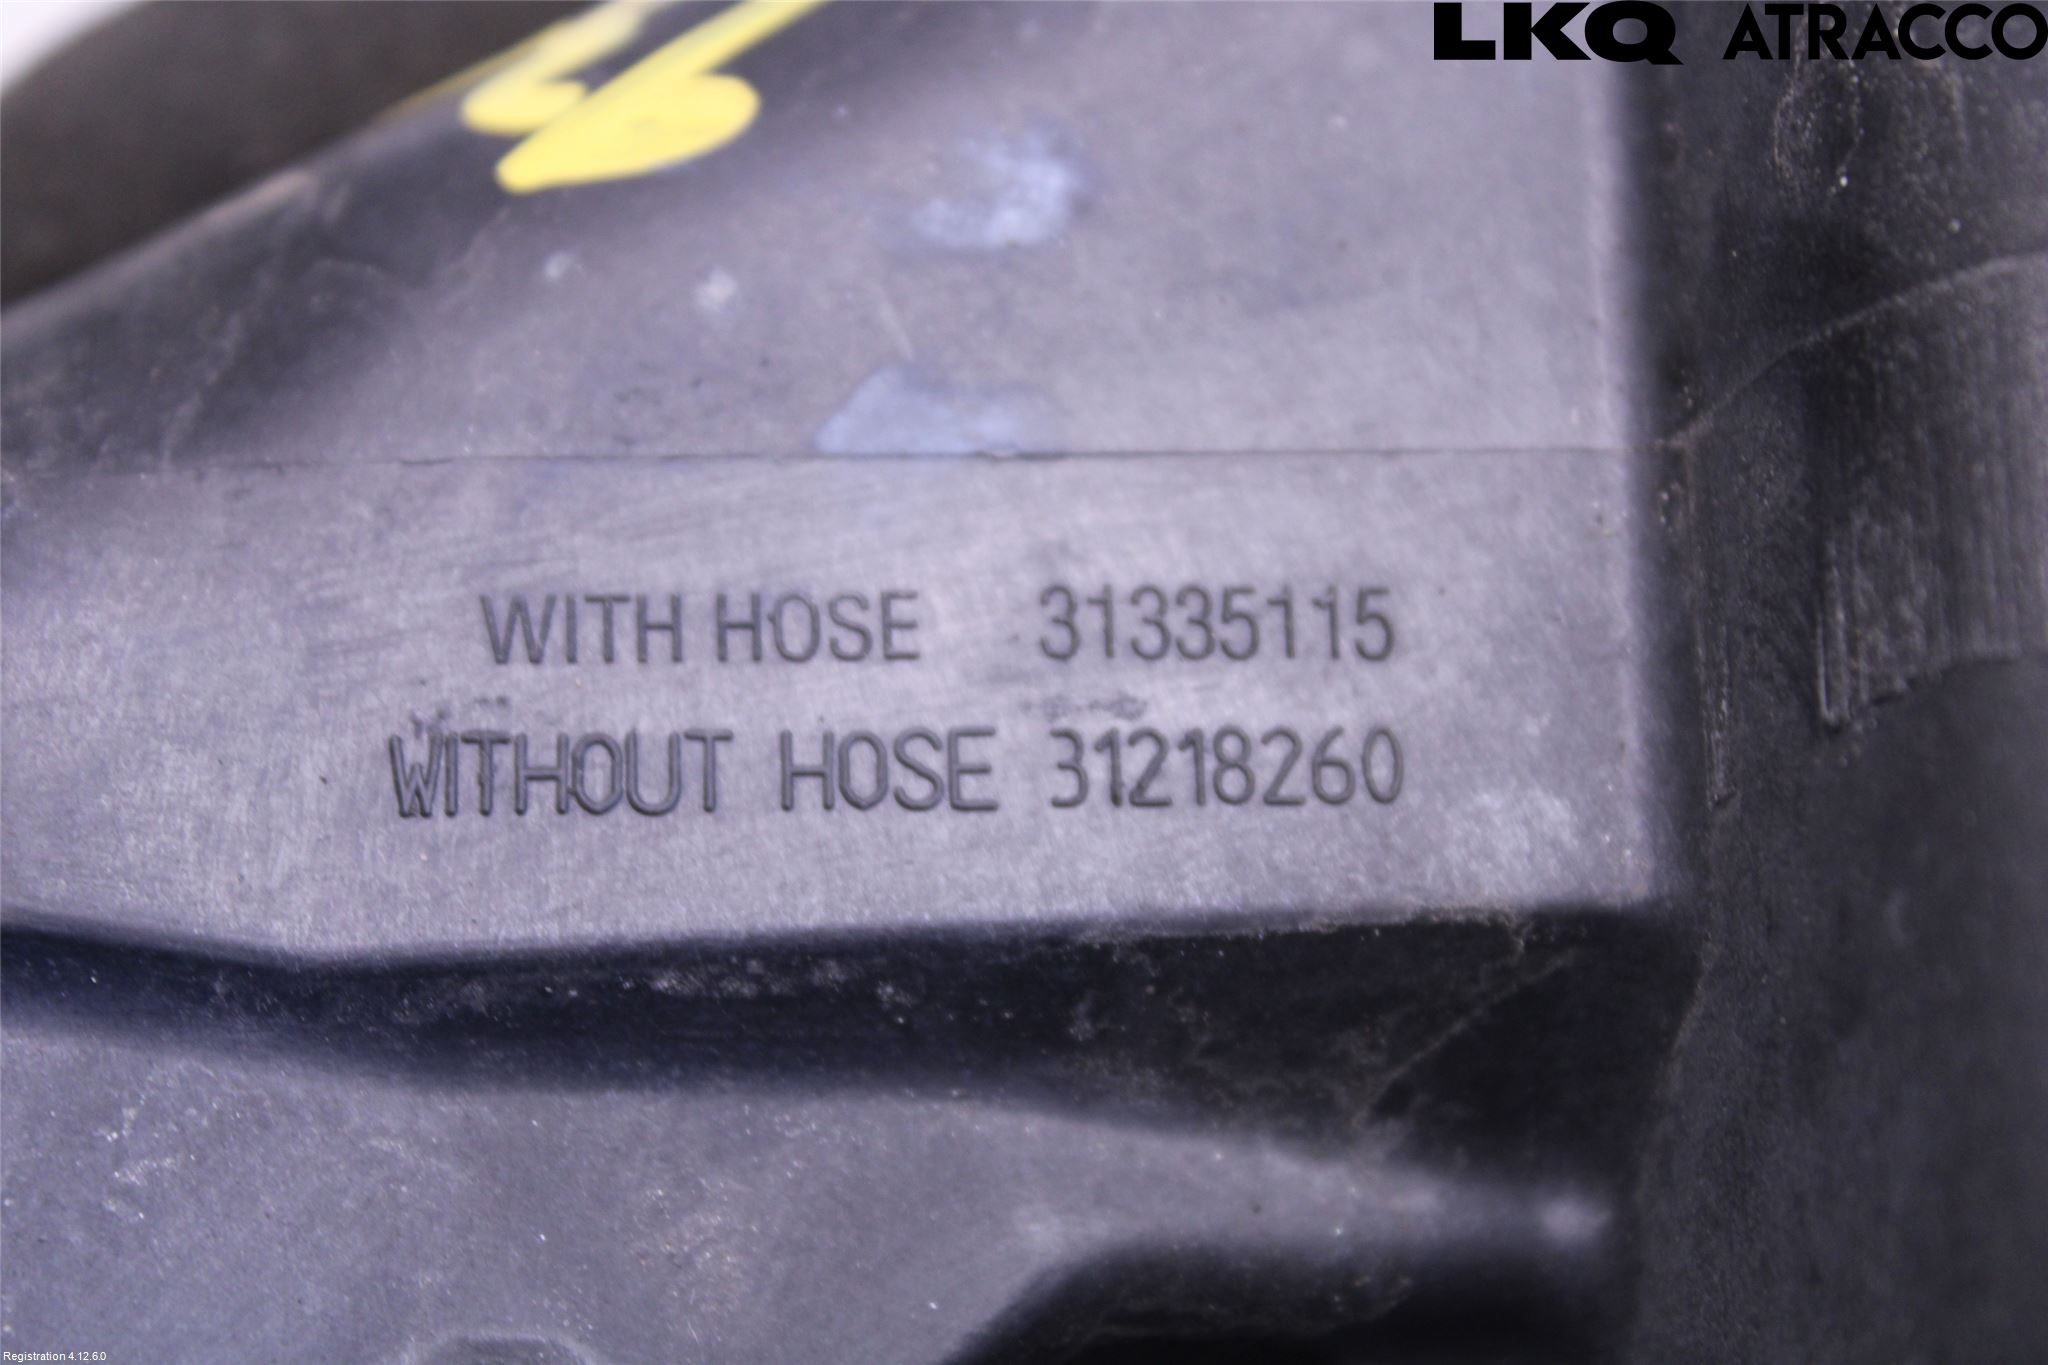 LKQ ATRACCO
WITH HOSE 31335115
WITHOUT HOSE 31218260
Registration 4.12.6.0